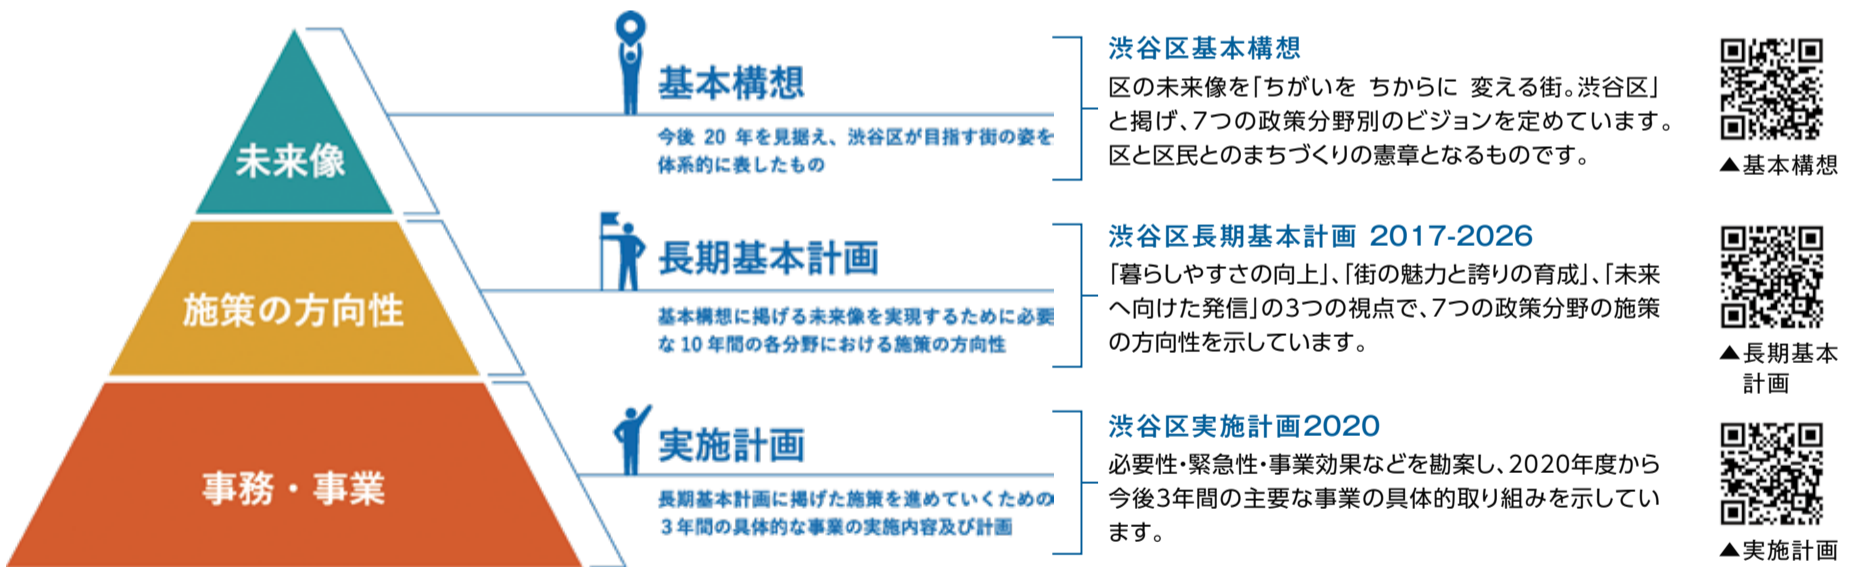 未来像
基本構想
今後 20 年を見据え、渋谷区が目指す街の姿を
体系的に表したもの
渋谷区基本構想
区の未来像を「ちがいを ちからに 変える街。渋谷区」
と掲げ、7つの政策分野別のビジョンを定めています。
区と区民とのまちづくりの憲章となるものです。
▲基本構想
施策の方向性
長期基本計画
基本構想に掲げる未来像を実現するために必要
な10年間の各分野における施策の方向性
渋谷区長期基本計画 2017-2026
「暮らしやすさの向上」、「街の魅力と誇りの育成」、「未来
へ向けた発信」の3つの視点で、7つの政策分野の施策
の方向性を示しています。
▲長期基本
計画
事務・事業
実施計画
長期基本計画に掲げた施策を進めていくための
3年間の具体的な事業の実施内容及び計画
渋谷区実施計画2020
必要性・緊急性・事業効果などを勘案し、2020年度から
今後3年間の主要な事業の具体的取り組みを示してい
ます。
▲実施計画